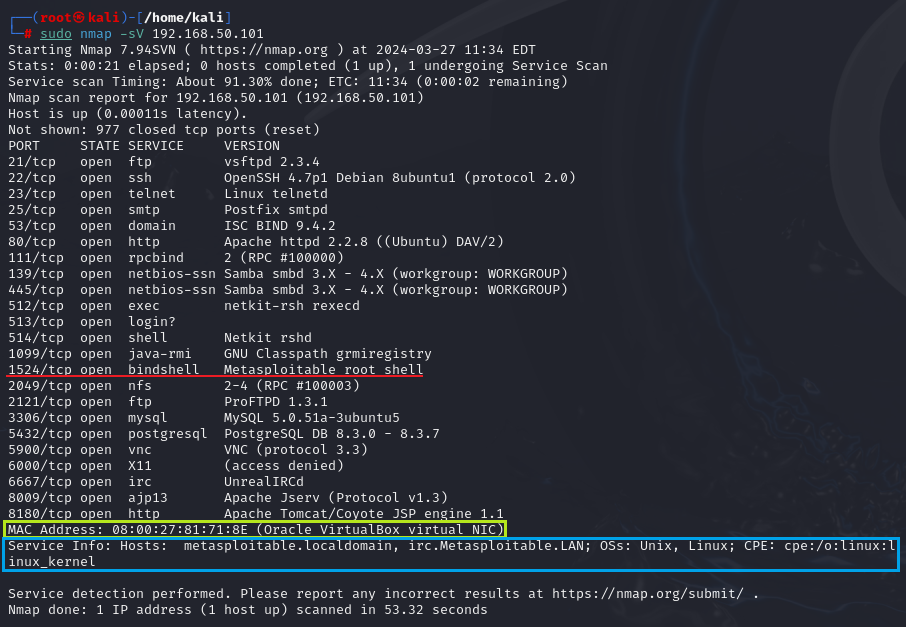 ┌──(root㉿kali)-[/home/kali]
└─# sudo nmap -sV 192.168.50.101
Starting Nmap 7.94SVN ( https://nmap.org ) at 2024-03-27 11:34 EDT
Stats: 0:00:21 elapsed; 0 hosts completed (1 up), 1 undergoing Service Scan
Service scan Timing: About 91.30% done; ETC: 11:34 (0:00:02 remaining)
Nmap scan report for 192.168.50.101 (192.168.50.101)
Host is up (0.00011s latency).
Not shown: 977 closed tcp ports (reset)
PORT     STATE SERVICE     VERSION
21/tcp   open  ftp         vsftpd 2.3.4
22/tcp   open  ssh         OpenSSH 4.7p1 Debian 8ubuntu1 (protocol 2.0)
23/tcp   open  telnet      Linux telnetd
25/tcp   open  smtp        Postfix smtpd
53/tcp   open  domain      ISC BIND 9.4.2
80/tcp   open  http        Apache httpd 2.2.8 ((Ubuntu) DAV/2)
111/tcp  open  rpcbind     2 (RPC #100000)
139/tcp  open  netbios-ssn Samba smbd 3.X - 4.X (workgroup: WORKGROUP)
445/tcp  open  netbios-ssn Samba smbd 3.X - 4.X (workgroup: WORKGROUP)
512/tcp  open  exec        netkit-rsh rexecd
513/tcp  open  login?
514/tcp  open  shell       Netkit rshd
1099/tcp open  java-rmi    GNU Classpath grmiregistry
1524/tcp open  bindshell   Metasploitable root shell
2049/tcp open  nfs         2-4 (RPC #100003)
2121/tcp open  ftp         ProFTPD 1.3.1
3306/tcp open  mysql       MySQL 5.0.51a-3ubuntu5
5432/tcp open  postgresql  PostgreSQL DB 8.3.0 - 8.3.7
5900/tcp open  vnc         VNC (protocol 3.3)
6000/tcp open  X11         (access denied)
6667/tcp open  irc         UnrealIRCd
8009/tcp open  ajp13       Apache Jserv (Protocol v1.3)
8180/tcp open  http        Apache Tomcat/Coyote JSP engine 1.1
MAC Address: 08:00:27:81:71:8E (Oracle VirtualBox virtual NIC)
Service Info: Hosts:  metasploitable.localdomain, irc.Metasploitable.LAN; OSs: Unix, Linux; CPE: cpe:/o:linux:l
inux_kernel
Service detection performed. Please report any incorrect results at https://nmap.org/submit/ .
Nmap done: 1 IP address (1 host up) scanned in 53.32 seconds